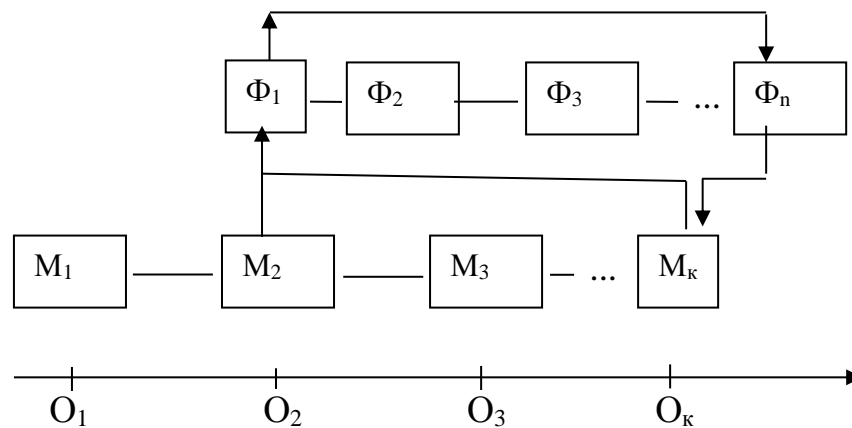 Ф₁ Ф₂ Ф₃ ... Фn
М₁ М₂ М₃ ... Мк
О₁ О₂ О₃ Ок